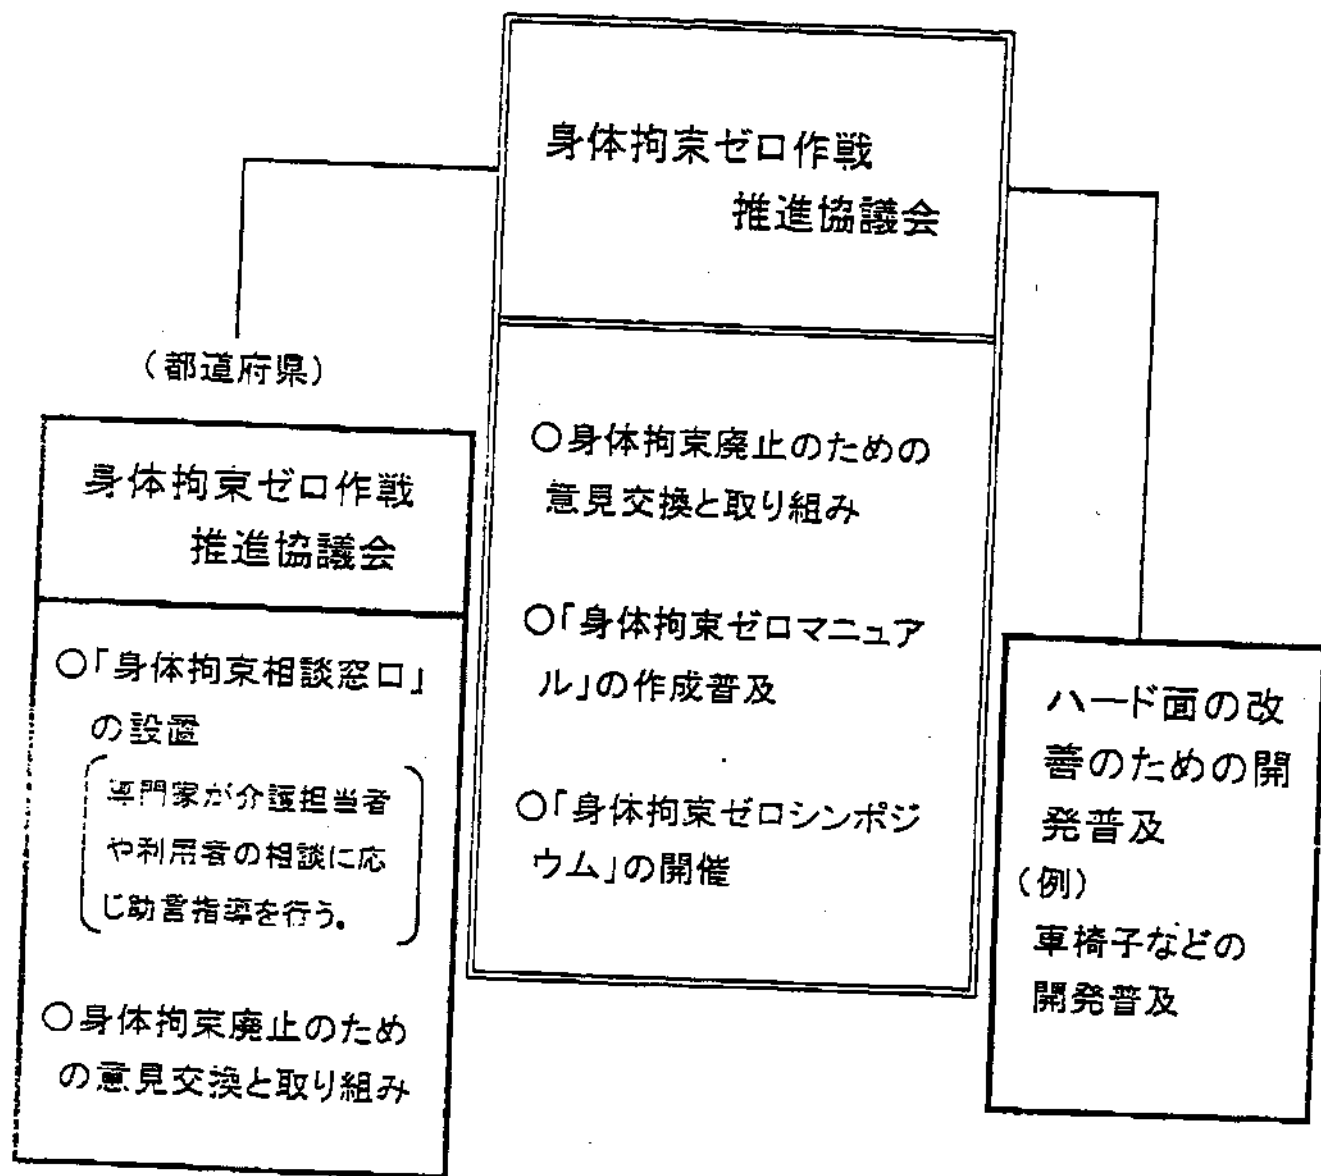 身体拘束ゼロ作戦
推進協議会
○身体拘束廃止のための
意見交換と取り組み
○「身体拘束ゼロマニュア
ル」の作成普及
○「身体拘束ゼロシンポジ
ウム」の開催
(都道府県)
身体拘束ゼロ作戦
推進協議会
○「身体拘束相談窓口」
の設置
専門家が介護担当者
や利用者の相談に応
じ助言指導を行う。
○身体拘束廃止のため
の意見交換と取り組み
ハード面の改
善のための開
発普及
(例)
車椅子などの
開発普及